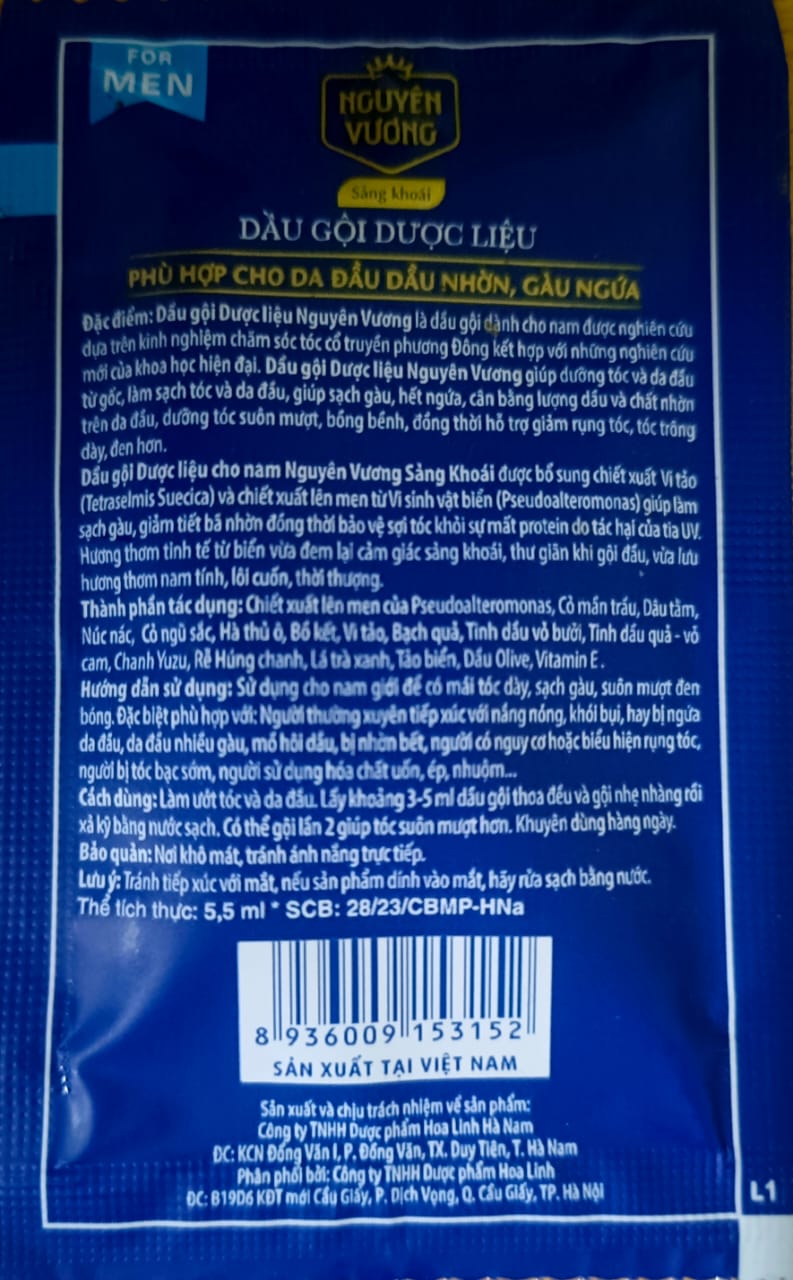 FOR
MEN
NGUYÊN
VƯƠNG
Sảng khoái
DẦU GỘI DƯỢC LIỆU
PHÙ HỢP CHO DA ĐẦU DẦU NHỜN, GÀU NGỨA
Đặc điểm: Dầu gội Dược liệu Nguyên Vương là dầu gội dành cho nam được nghiên cứu
dựa trên kinh nghiệm chăm sóc tóc cổ truyền phương Đông kết hợp với những nghiên cứu
mới của khoa học hiện đại. Dầu gội Dược liệu Nguyên Vương giúp dưỡng tóc và da đầu
từ gốc, làm sạch tóc và da đầu, giúp sạch gàu, hết ngứa, cân bằng lượng dầu và chất nhờn
trên da đầu, dưỡng tóc suôn mượt, bồng bềnh, đồng thời hỗ trợ giảm rụng tóc, tóc trông
dày, đen hơn.
Dầu gội Dược liệu cho nam Nguyên Vương Sảng Khoái được bổ sung chiết xuất Vi tảo
(Tetraselmis Suecica) và chiết xuất lên men từ Vi sinh vật biển (Pseudoalteromonas) giúp làm
sạch gàu, giảm tiết bã nhờn đồng thời bảo vệ sợi tóc khỏi sự mất protein do tác hại của tia UV.
Hương thơm tinh tế từ biển vừa đem lại cảm giác sảng khoái, thư giãn khi gội đầu, vừa lưu
hương thơm nam tính, lôi cuốn, thời thượng.
Thành phần tác dụng: Chiết xuất lên men của Pseudoalteromonas, Cỏ mần trầu, Dâu tằm,
Núc nác, Cỏ ngũ sắc, Hà thủ ô, Bồ kết, Vi tảo, Bạch quả, Tinh dầu vỏ bưởi, Tinh dầu quả - vỏ
cam, Chanh Yuzu, Rễ Húng chanh, Lá trà xanh, Tảo biển, Dầu Olive, Vitamin E.
Hướng dẫn sử dụng: Sử dụng cho nam giới để có mái tóc dày, sạch gàu, suôn mượt đen
bóng. Đặc biệt phù hợp với: Người thường xuyên tiếp xúc với nắng nóng, khói bụi, hay bị ngứa
da đầu, da đầu nhiều gàu, mồ hôi dầu, bị nhờn bết, người có nguy cơ hoặc biểu hiện rụng tóc,
người bị tóc bạc sớm, người sử dụng hóa chất uốn, ép, nhuộm...
Cách dùng: Làm ướt tóc và da đầu. Lấy khoảng 3-5 ml dầu gội thoa đều và gội nhẹ nhàng rồi
xả kỹ bằng nước sạch. Có thể gội lần 2 giúp tóc suôn mượt hơn. Khuyên dùng hàng ngày.
Bảo quản: Nơi khô mát, tránh ánh nắng trực tiếp.
Lưu ý: Tránh tiếp xúc với mắt, nếu sản phẩm dính vào mắt, hãy rửa sạch bằng nước.
Thể tích thực: 5,5 ml * SCB: 28/23/CBMP-HNa
8 936009 153152
SẢN XUẤT TẠI VIỆT NAM
Sản xuất và chịu trách nhiệm về sản phẩm:
Công ty TNHH Dược phẩm Hoa Linh Hà Nam
ĐC: KCN Đồng Văn I, P. Đồng Văn, TX. Duy Tiên, T. Hà Nam
Phân phối bởi: Công ty TNHH Dược phẩm Hoa Linh
ĐC: B19D6 KĐT mới Cầu Giấy, P. Dịch Vọng, Q. Cầu Giấy, TP. Hà Nội
L1